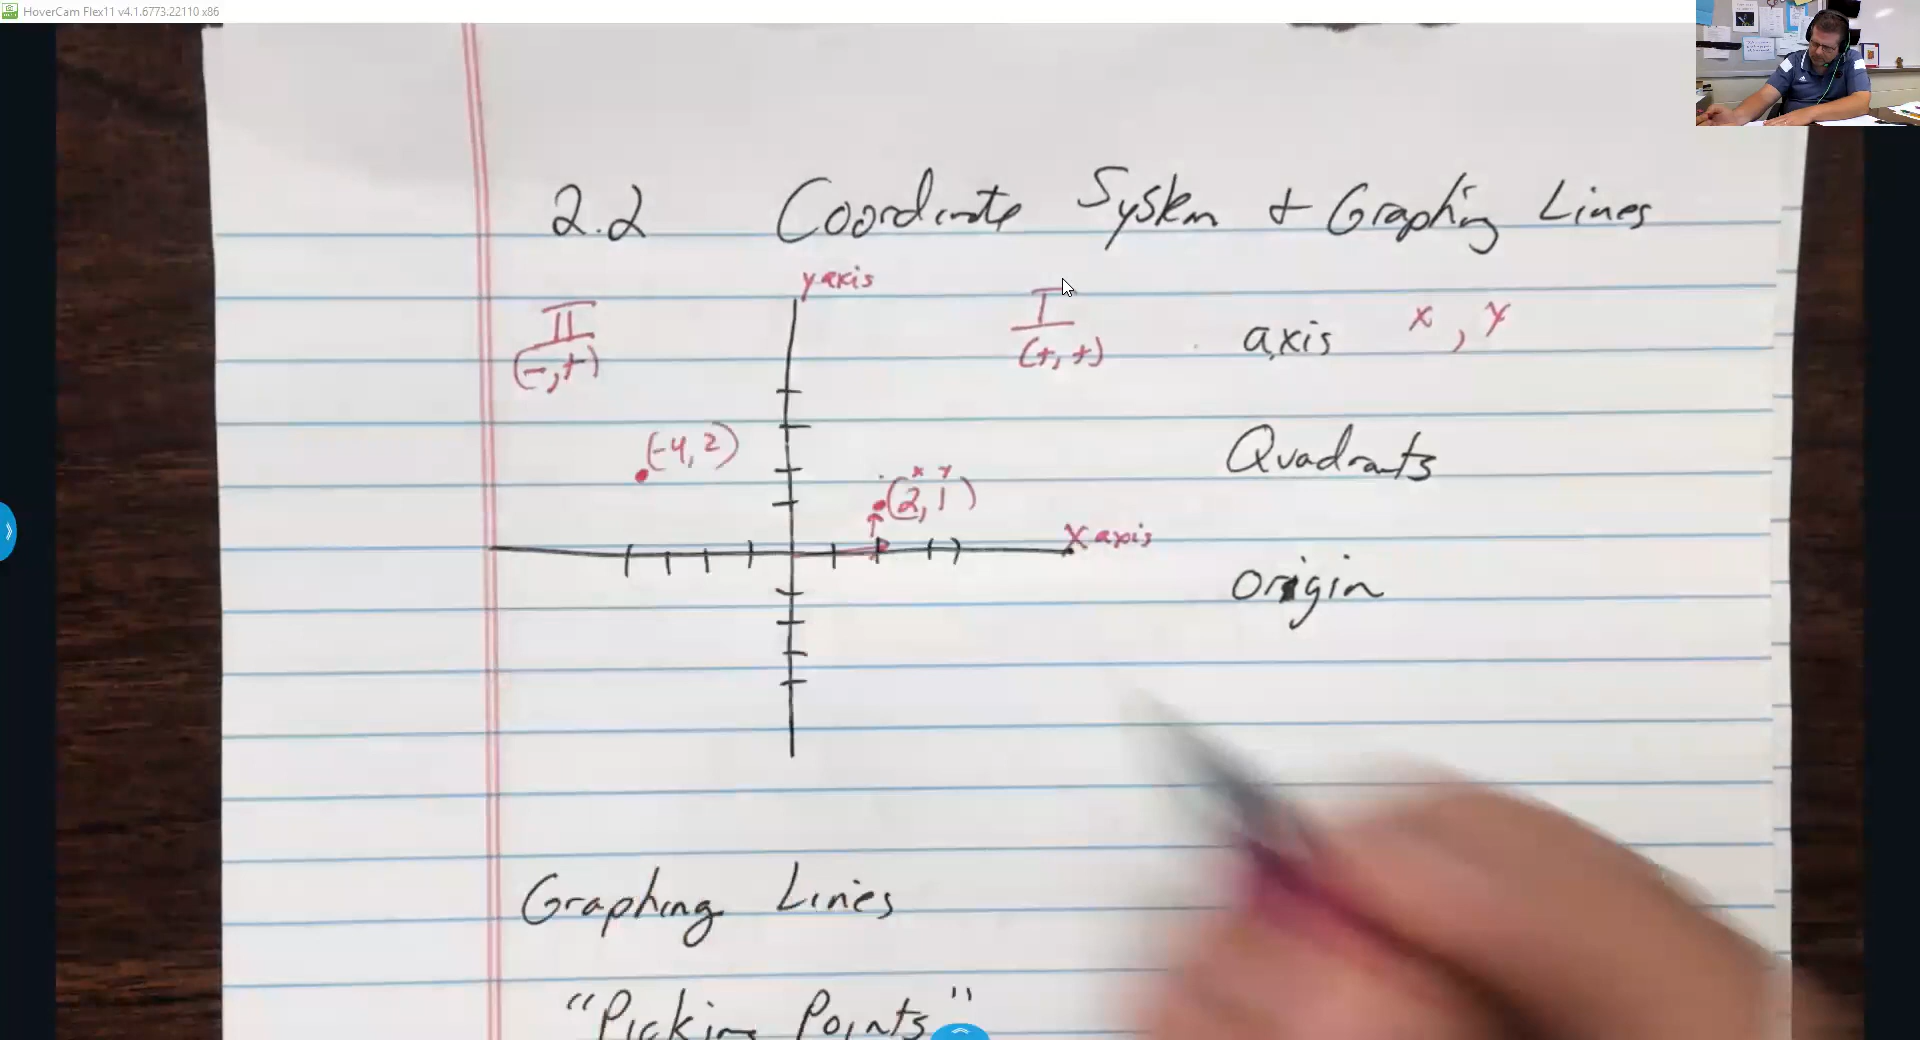 HoverCam Flex11 v4.1.6773.22110 x86
2.2 Coordinate System + Graphing Lines
y axis
II
(-,+)
I
(+,+)
axis x , y
(-4,2)
Quadrants
x y
(2,1)
x axis
origin
Graphing Lines
"Picking Points"